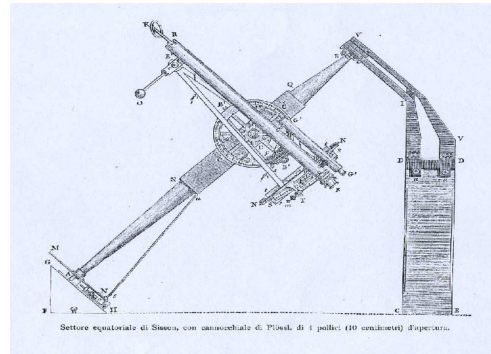 E B
V
E
Q
O
I
G'
V
N
D D
N
M
G
N
F H
C B
Settore equatoriale di Sisson, con cannocchiale di Plössl. di 4 pollici (10 centimetri) d'apertura.